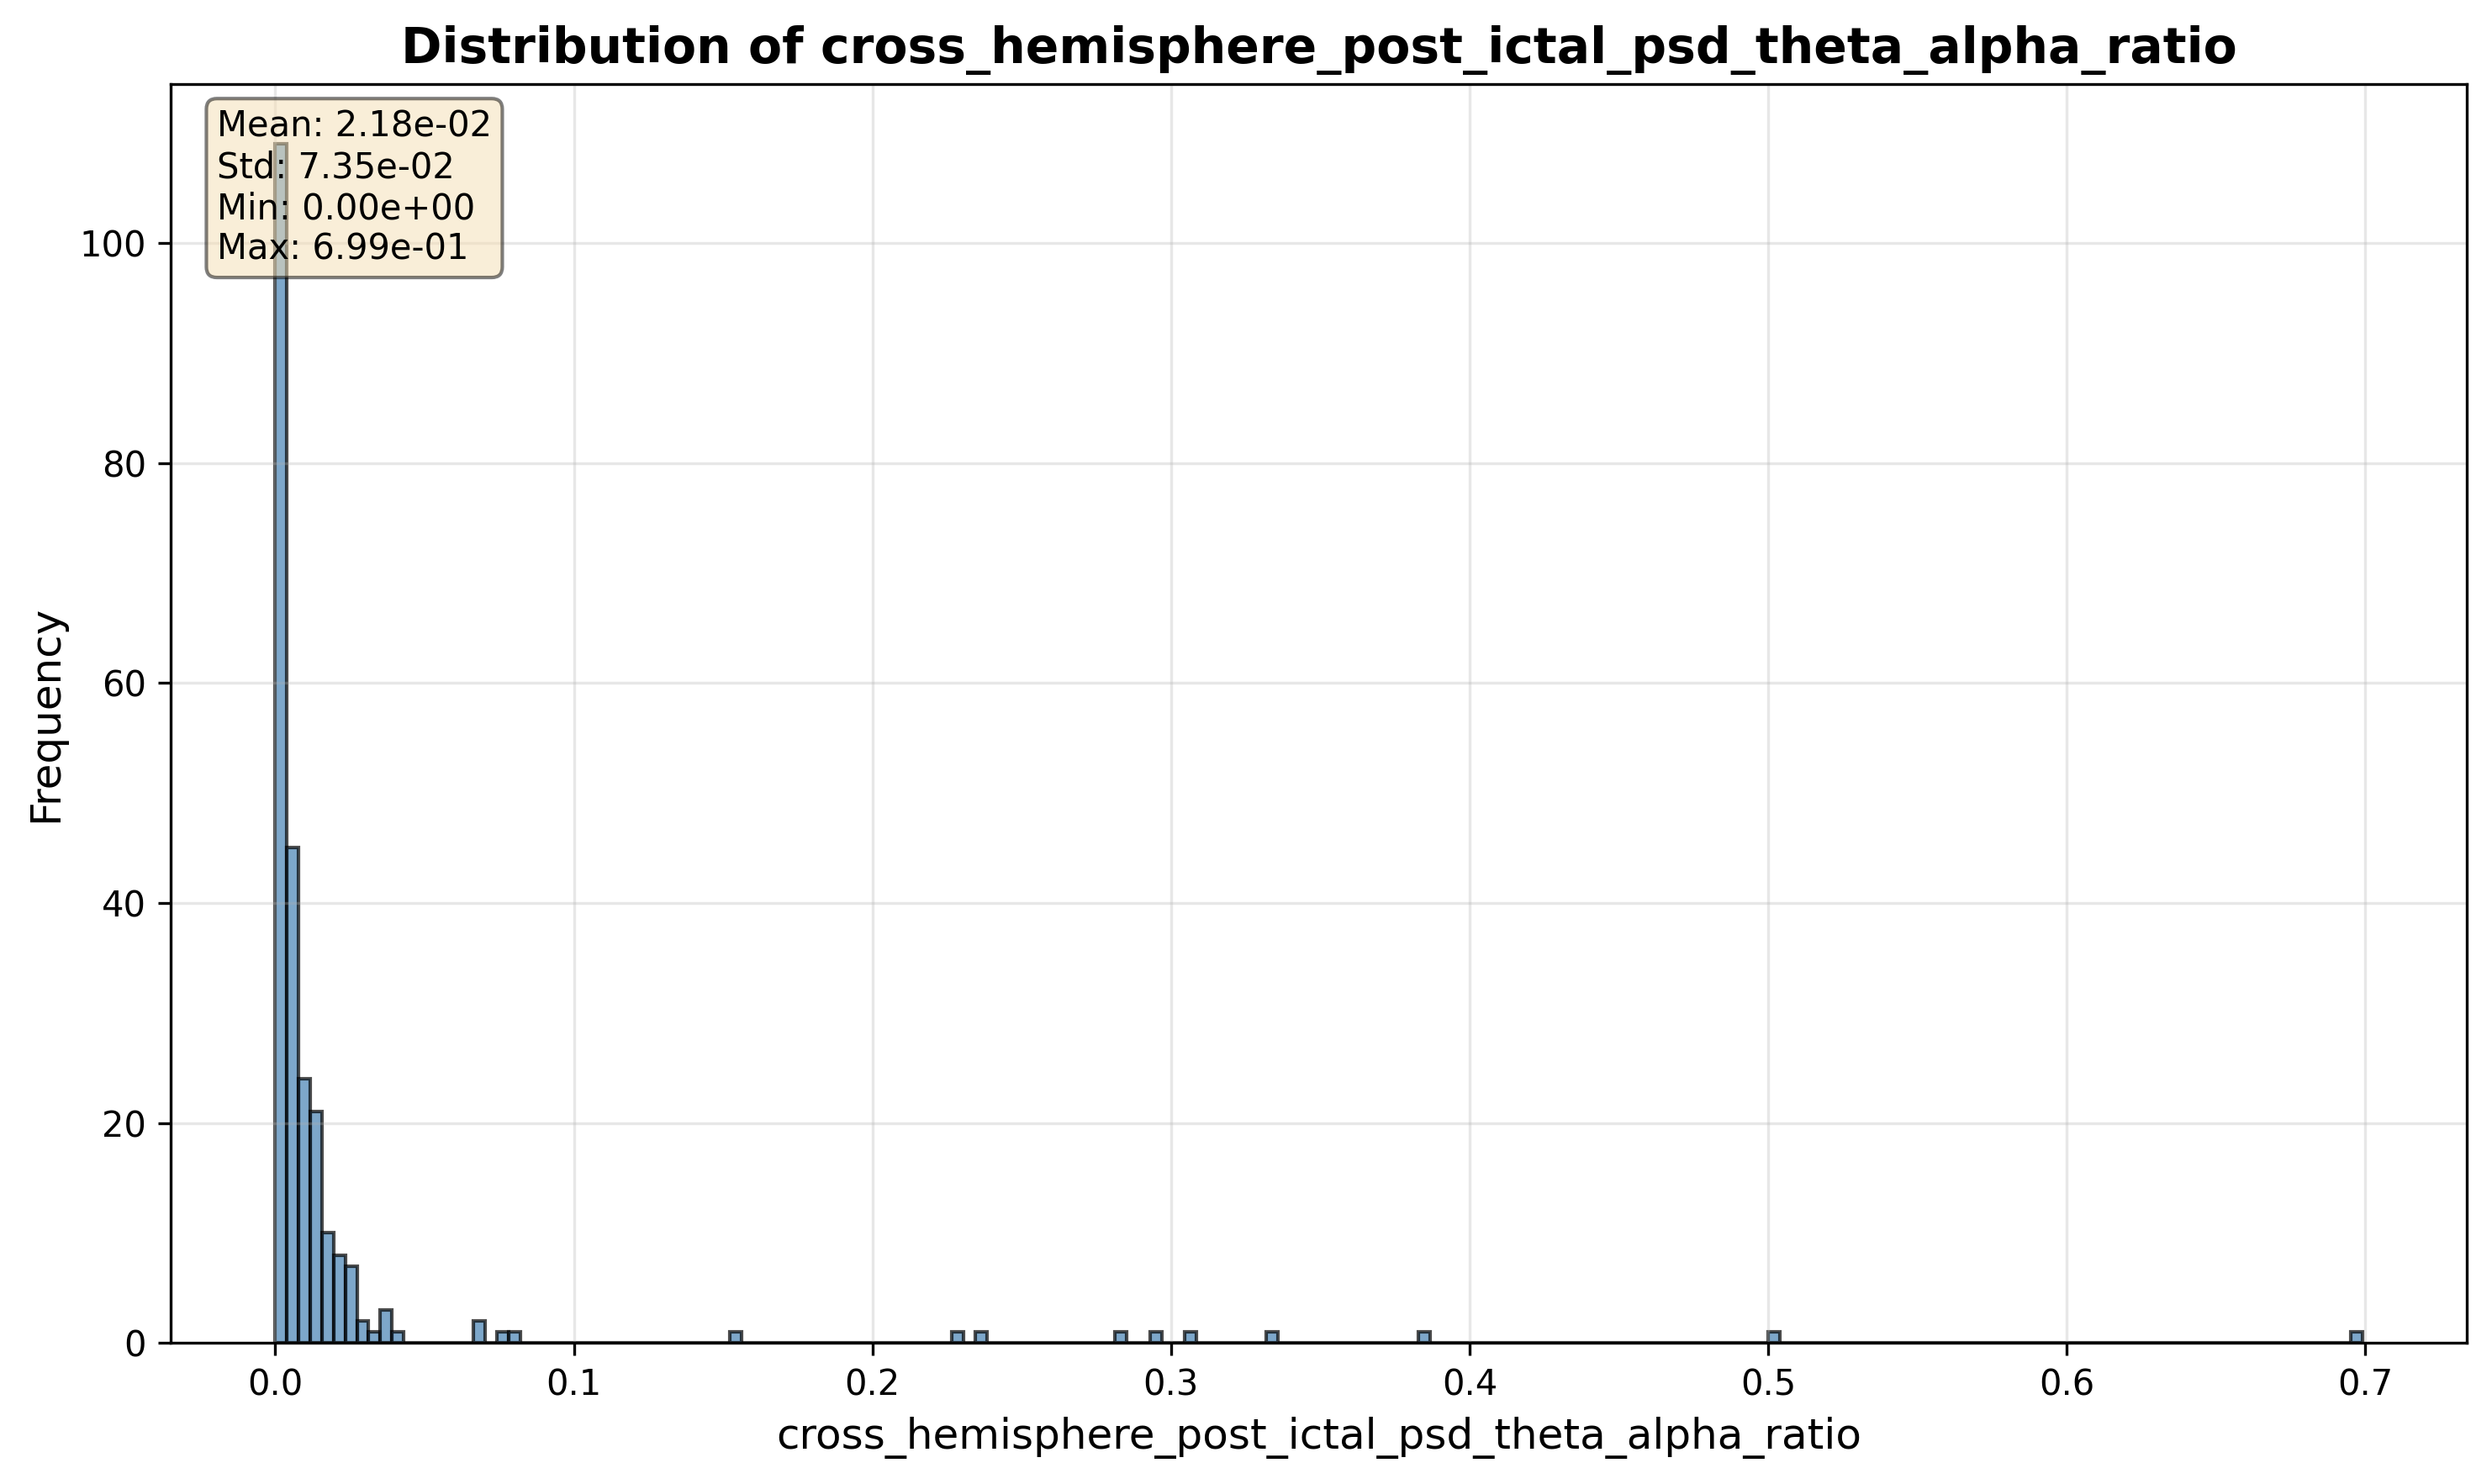 Distribution of cross_hemisphere_post_ictal_psd_theta_alpha_ratio
Mean: 2.18e-02
Std: 7.35e-02
Min: 0.00e+00
Max: 6.99e-01
100
80
60
40
20
0
Frequency
0.0 0.1 0.2 0.3 0.4 0.5 0.6 0.7
cross_hemisphere_post_ictal_psd_theta_alpha_ratio